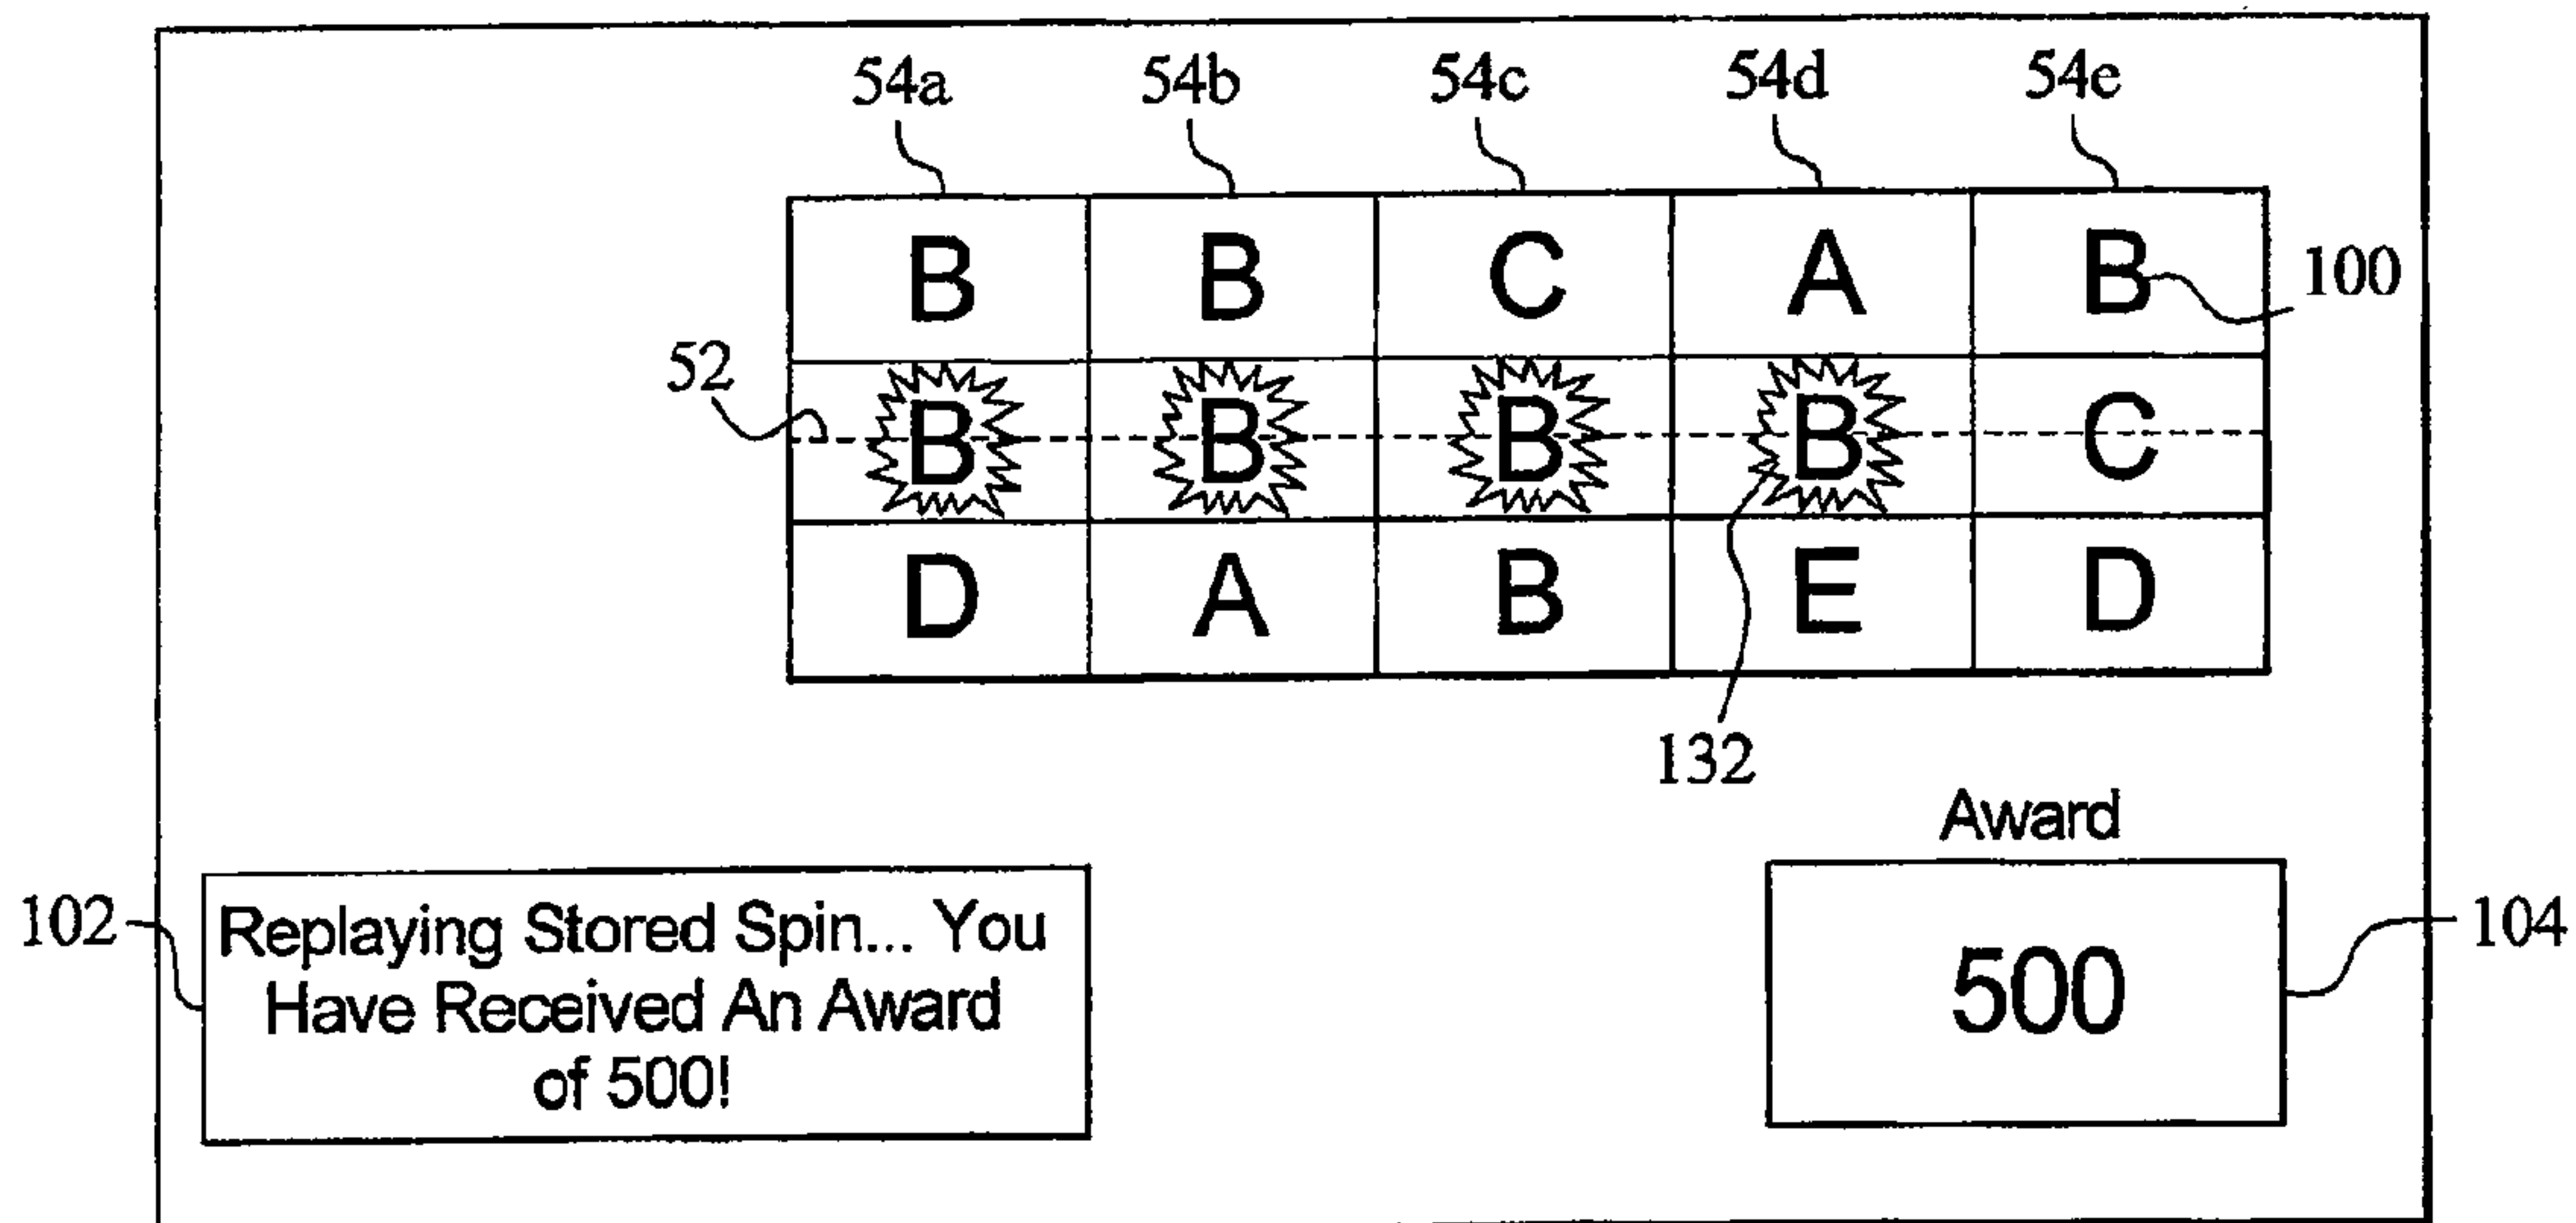 54a 54b 54c 54d 54e
B B C A B 100
52
B B B B C
D A B E D
132
Award
102
Replaying Stored Spin... You
Have Received An Award
of 500!
500
104